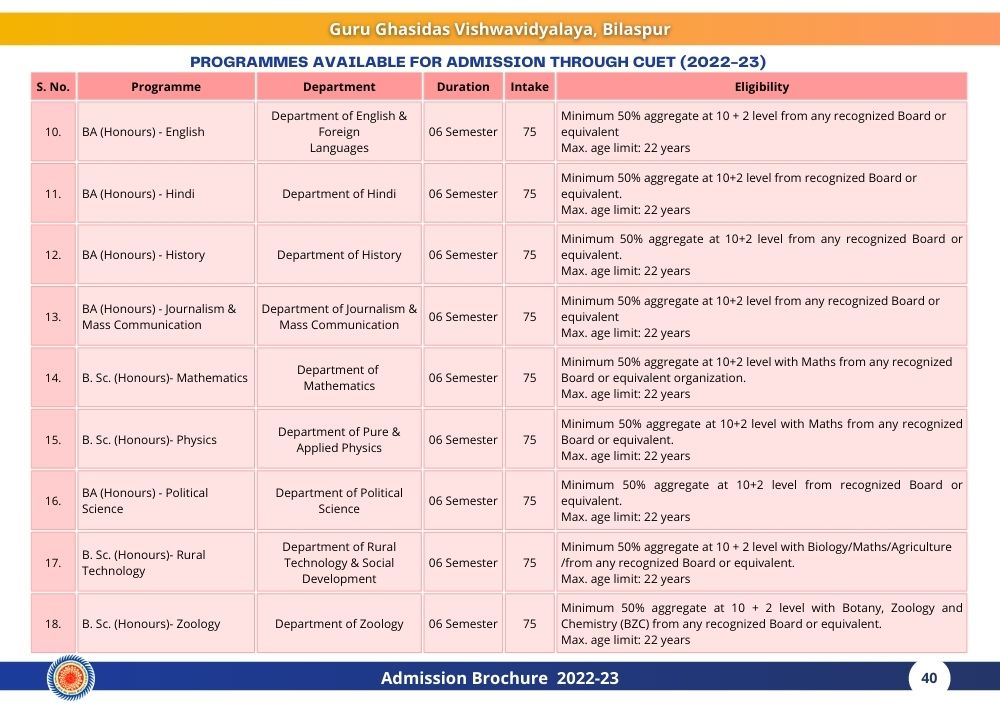 Guru Ghasidas Vishwavidyalaya, Bilaspur
PROGRAMMES AVAILABLE FOR ADMISSION THROUGH CUET (2022-23)
S. No. Programme Department Duration Intake Eligibility
10. BA (Honours) - English Department of English & Foreign Languages 06 Semester 75 Minimum 50% aggregate at 10 + 2 level from any recognized Board or
equivalent
Max. age limit: 22 years
11. BA (Honours) - Hindi Department of Hindi 06 Semester 75 Minimum 50% aggregate at 10+2 level from recognized Board or
equivalent.
Max. age limit: 22 years
12. BA (Honours) - History Department of History 06 Semester 75 Minimum 50% aggregate at 10+2 level from any recognized Board or
equivalent.
Max. age limit: 22 years
13. BA (Honours) - Journalism & Mass Communication Department of Journalism & Mass Communication 06 Semester 75 Minimum 50% aggregate at 10+2 level from any recognized Board or
equivalent
Max. age limit: 22 years
14. B. Sc. (Honours)- Mathematics Department of Mathematics 06 Semester 75 Minimum 50% aggregate at 10+2 level with Maths from any recognized
Board or equivalent organization.
Max. age limit: 22 years
15. B. Sc. (Honours)- Physics Department of Pure & Applied Physics 06 Semester 75 Minimum 50% aggregate at 10+2 level with Maths from any recognized
Board or equivalent.
Max. age limit: 22 years
16. BA (Honours) - Political Science Department of Political Science 06 Semester 75 Minimum 50% aggregate at 10+2 level from recognized Board or
equivalent.
Max. age limit: 22 years
17. B. Sc. (Honours)- Rural Technology Department of Rural Technology & Social Development 06 Semester 75 Minimum 50% aggregate at 10 + 2 level with Biology/Maths/Agriculture
/from any recognized Board or equivalent.
Max. age limit: 22 years
18. B. Sc. (Honours)- Zoology Department of Zoology 06 Semester 75 Minimum 50% aggregate at 10 + 2 level with Botany, Zoology and
Chemistry (BZC) from any recognized Board or equivalent.
Max. age limit: 22 years
Admission Brochure 2022-23
40